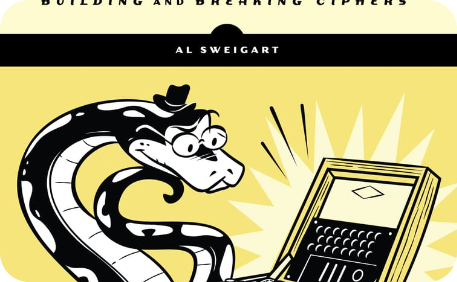 BUILDING AND BREAKING CIPHERS
AL SWEIGART